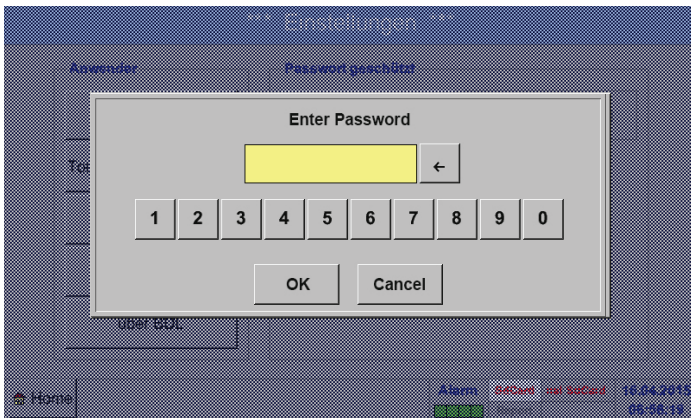 *** Einstellungen ***
Anwender
Passwort geschützt
Enter Password
←
1 2 3 4 5 6 7 8 9 0
OK Cancel
über BDL
Home
Alarm
SdCard
Report
16.04.2015